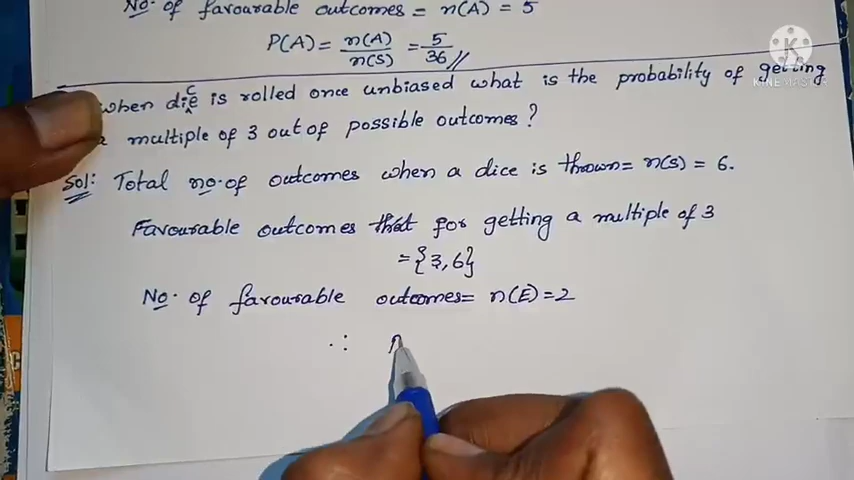 No. of favourable outcomes = n(A) = 5
P(A) = n(A)/n(S) = 5/36 //
when dice is rolled once unbiased what is the probability of getting
a multiple of 3 out of possible outcomes?
Sol: Total no. of outcomes when a dice is thrown = n(S) = 6.
Favourable outcomes that for getting a multiple of 3
= {3, 6}
No. of favourable outcomes = n(E) = 2
∴
KINEMASTER